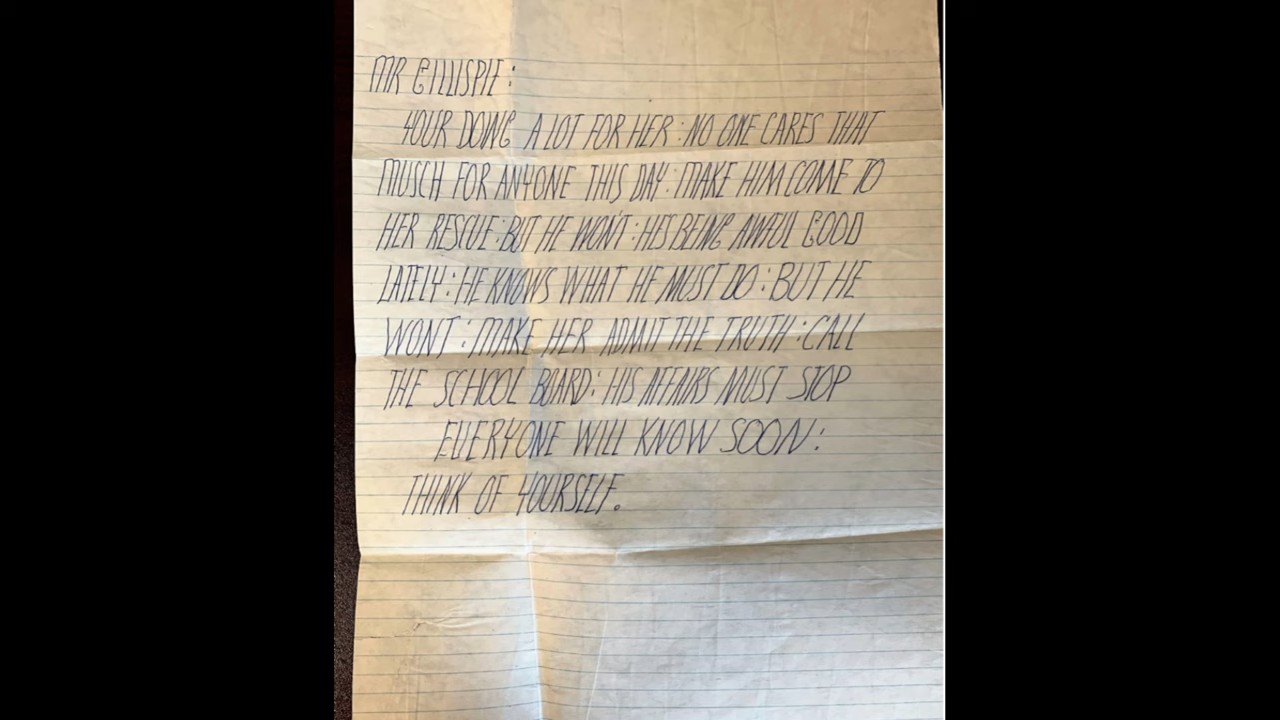 MR GILLISPIE:
YOUR DOING A LOT FOR HER: NO ONE CARES THAT
MUSCH FOR ANYONE THIS DAY: MAKE HIM COME TO
HER RESCUE: BUT HE WON'T: HE'S BEING AWFUL GOOD
LATELY: HE KNOWS WHAT HE MUST DO: BUT HE
WONT: MAKE HER ADMIT THE TRUTH: CALL
THE SCHOOL BOARD: HIS AFFAIRS MUST STOP
EVERYONE WILL KNOW SOON:
THINK OF YOURSELF.